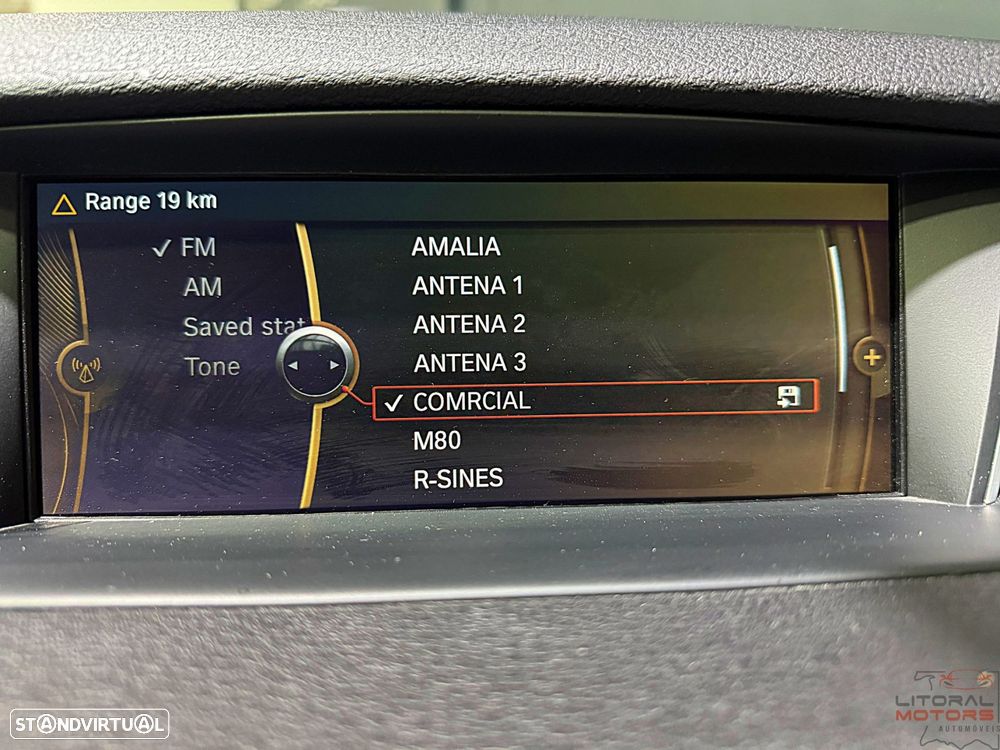 Range 19 km
FM
AM
Saved stat
Tone
AMALIA
ANTENA 1
ANTENA 2
ANTENA 3
COMRCIAL
M80
R-SINES
STANDVIRTUAL
LITORAL
MOTORS
AUTOMÓVEIS